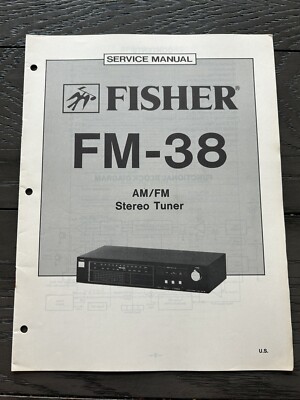 SERVICE MANUAL
FISHER®
FM-38
AM/FM
Stereo Tuner
U.S.